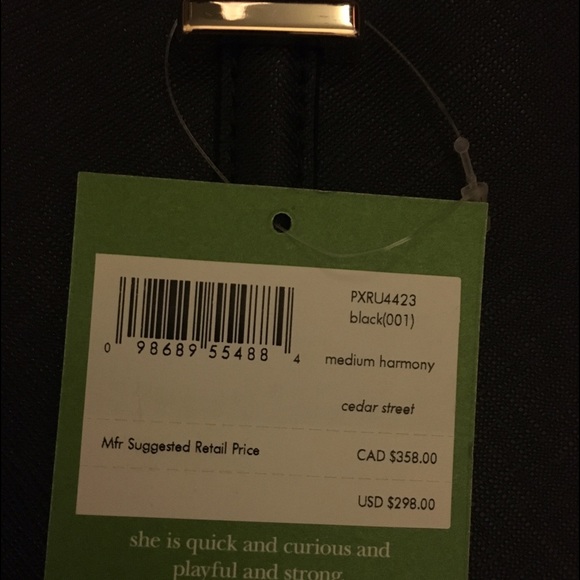 PXRU4423
black(001)
0 98689 55488 4
medium harmony
cedar street
Mfr Suggested Retail Price
CAD $358.00
USD $298.00
she is quick and curious and
playful and strong